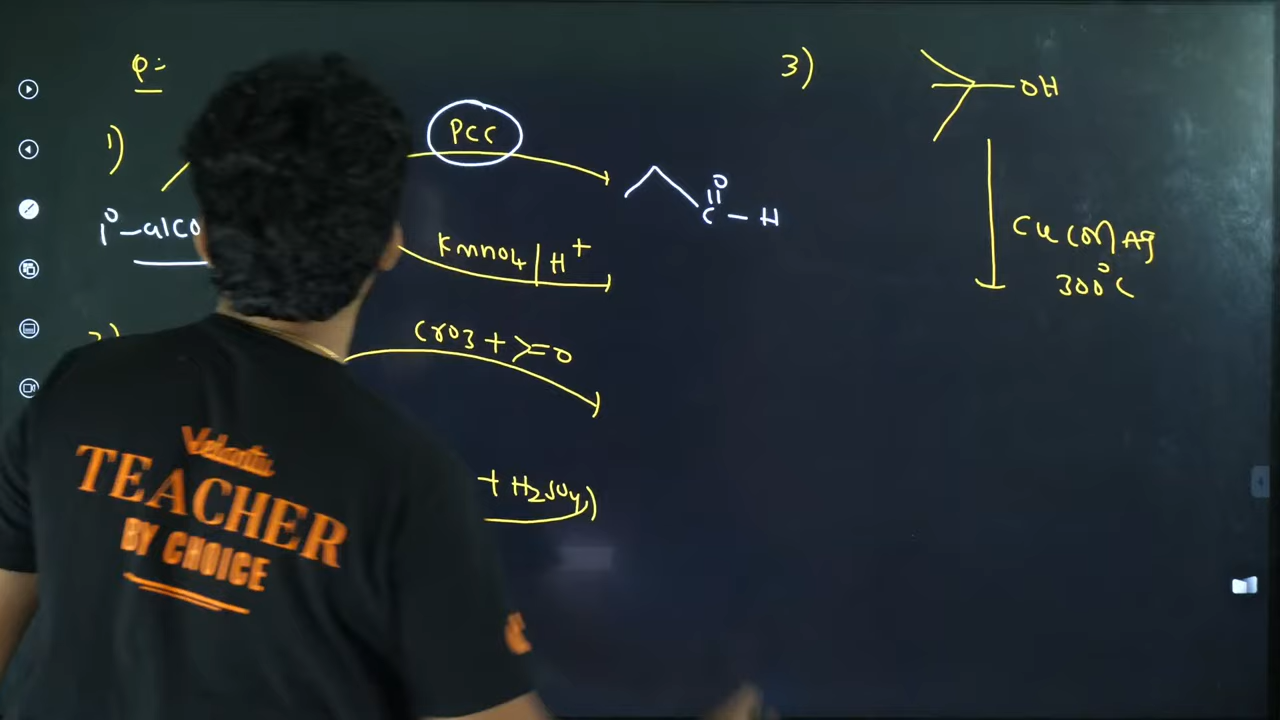 Q:-
1)
PCC
O
C - H
1°-alco
KMnO4 | H+
CrO3 + >=O
+ H2SO4)
3)
OH
Cu (or) Ag
300°C
Vedantu
TEACHER
BY CHOICE